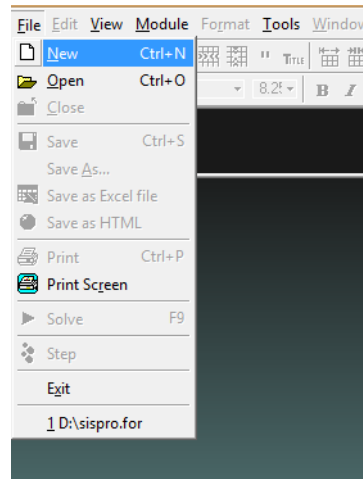 File Edit View Module Format Tools Window
New Ctrl+N
TITLE
Open Ctrl+O
8.25 B I
Close
Save Ctrl+S
Save As...
Save as Excel file
Save as HTML
Print Ctrl+P
Print Screen
Solve F9
Step
Exit
1 D:\sispro.for